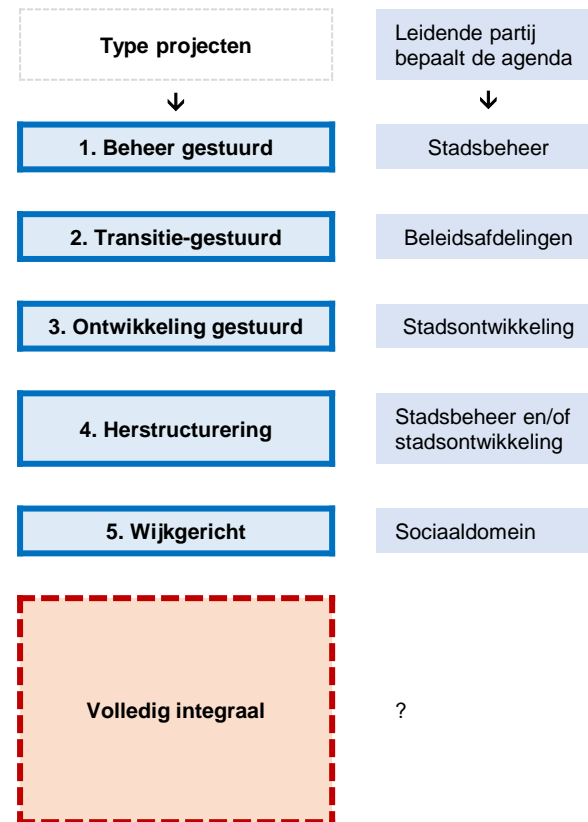 Type projecten
Leidende partij
bepaalt de agenda
1. Beheer gestuurd
Stadsbeheer
2. Transitie-gestuurd
Beleidsafdelingen
3. Ontwikkeling gestuurd
Stadsontwikkeling
4. Herstructurering
Stadsbeheer en/of
stadsontwikkeling
5. Wijkgericht
Sociaaldomein
Volledig integraal
?